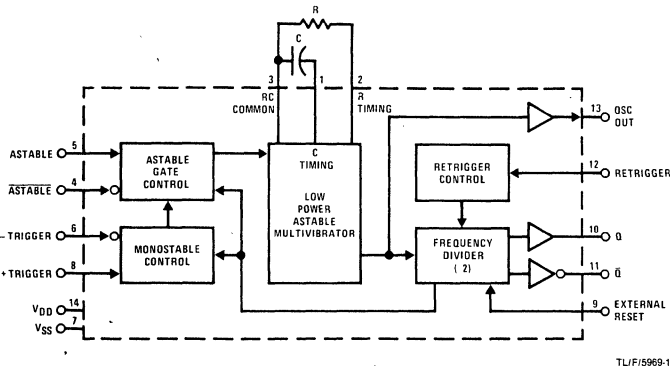 R
C
3
1
2
RC
COMMON
R
TIMING
13
OSC
OUT
ASTABLE
5
ASTABLE
4
ASTABLE
GATE
CONTROL
C
TIMING
LOW
POWER
ASTABLE
MULTIVIBRATOR
RETRIGGER
CONTROL
12
RETRIGGER
– TRIGGER
6
+ TRIGGER
8
MONOSTABLE
CONTROL
FREQUENCY
DIVIDER
( 2)
10
Q
11
Q̄
VDD
14
VSS
7
9
EXTERNAL
RESET
TL/F/5969-1